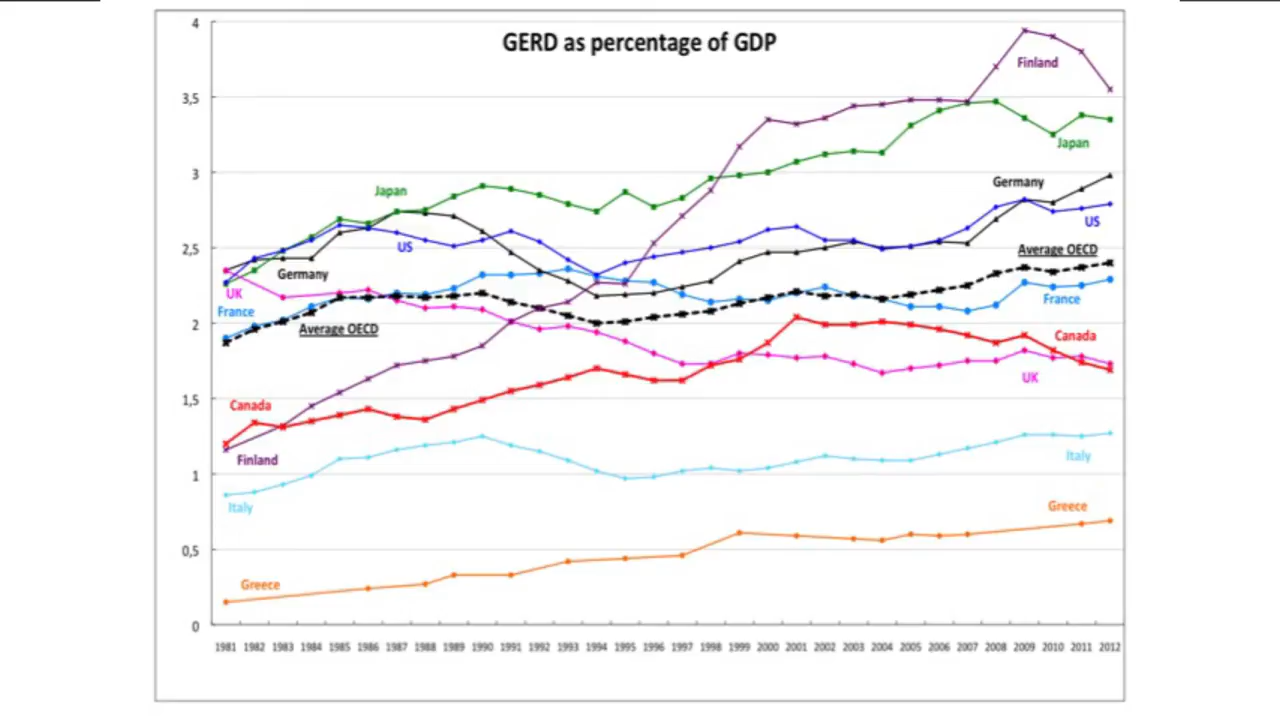 GERD as percentage of GDP
4
3,5
3
2,5
2
1,5
1
0,5
0
Finland
Japan
Japan
Germany
US
US
Average OECD
Germany
UK
France
France
Average OECD
Canada
UK
Canada
Finland
Italy
Italy
Greece
Greece
1981 1982 1983 1984 1985 1986 1987 1988 1989 1990 1991 1992 1993 1994 1995 1996 1997 1998 1999 2000 2001 2002 2003 2004 2005 2006 2007 2008 2009 2010 2011 2012